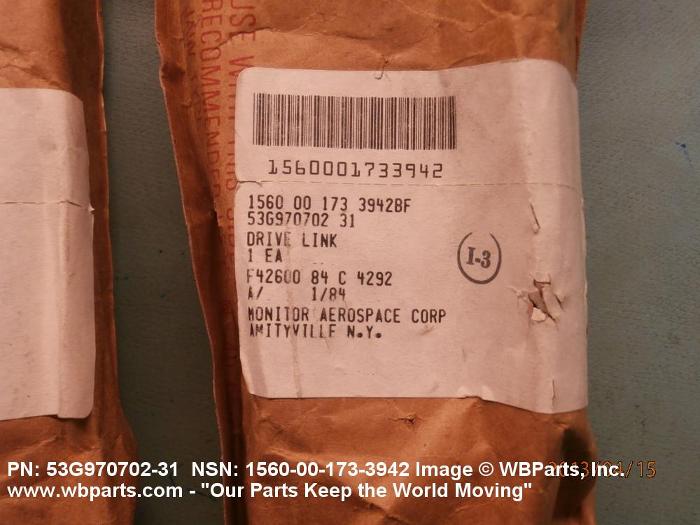 USE W
RECOMMENDED
1560001733942
1560 00 173 3942BF
53G970702 31
DRIVE LINK
1 EA
I-3
F42600 84 C 4292
A/ 1/84
MONITOR AEROSPACE CORP
AMITYVILLE N.Y.
PN: 53G970702-31 NSN: 1560-00-173-3942 Image © WBParts, Inc.
www.wbparts.com - "Our Parts Keep the World Moving"